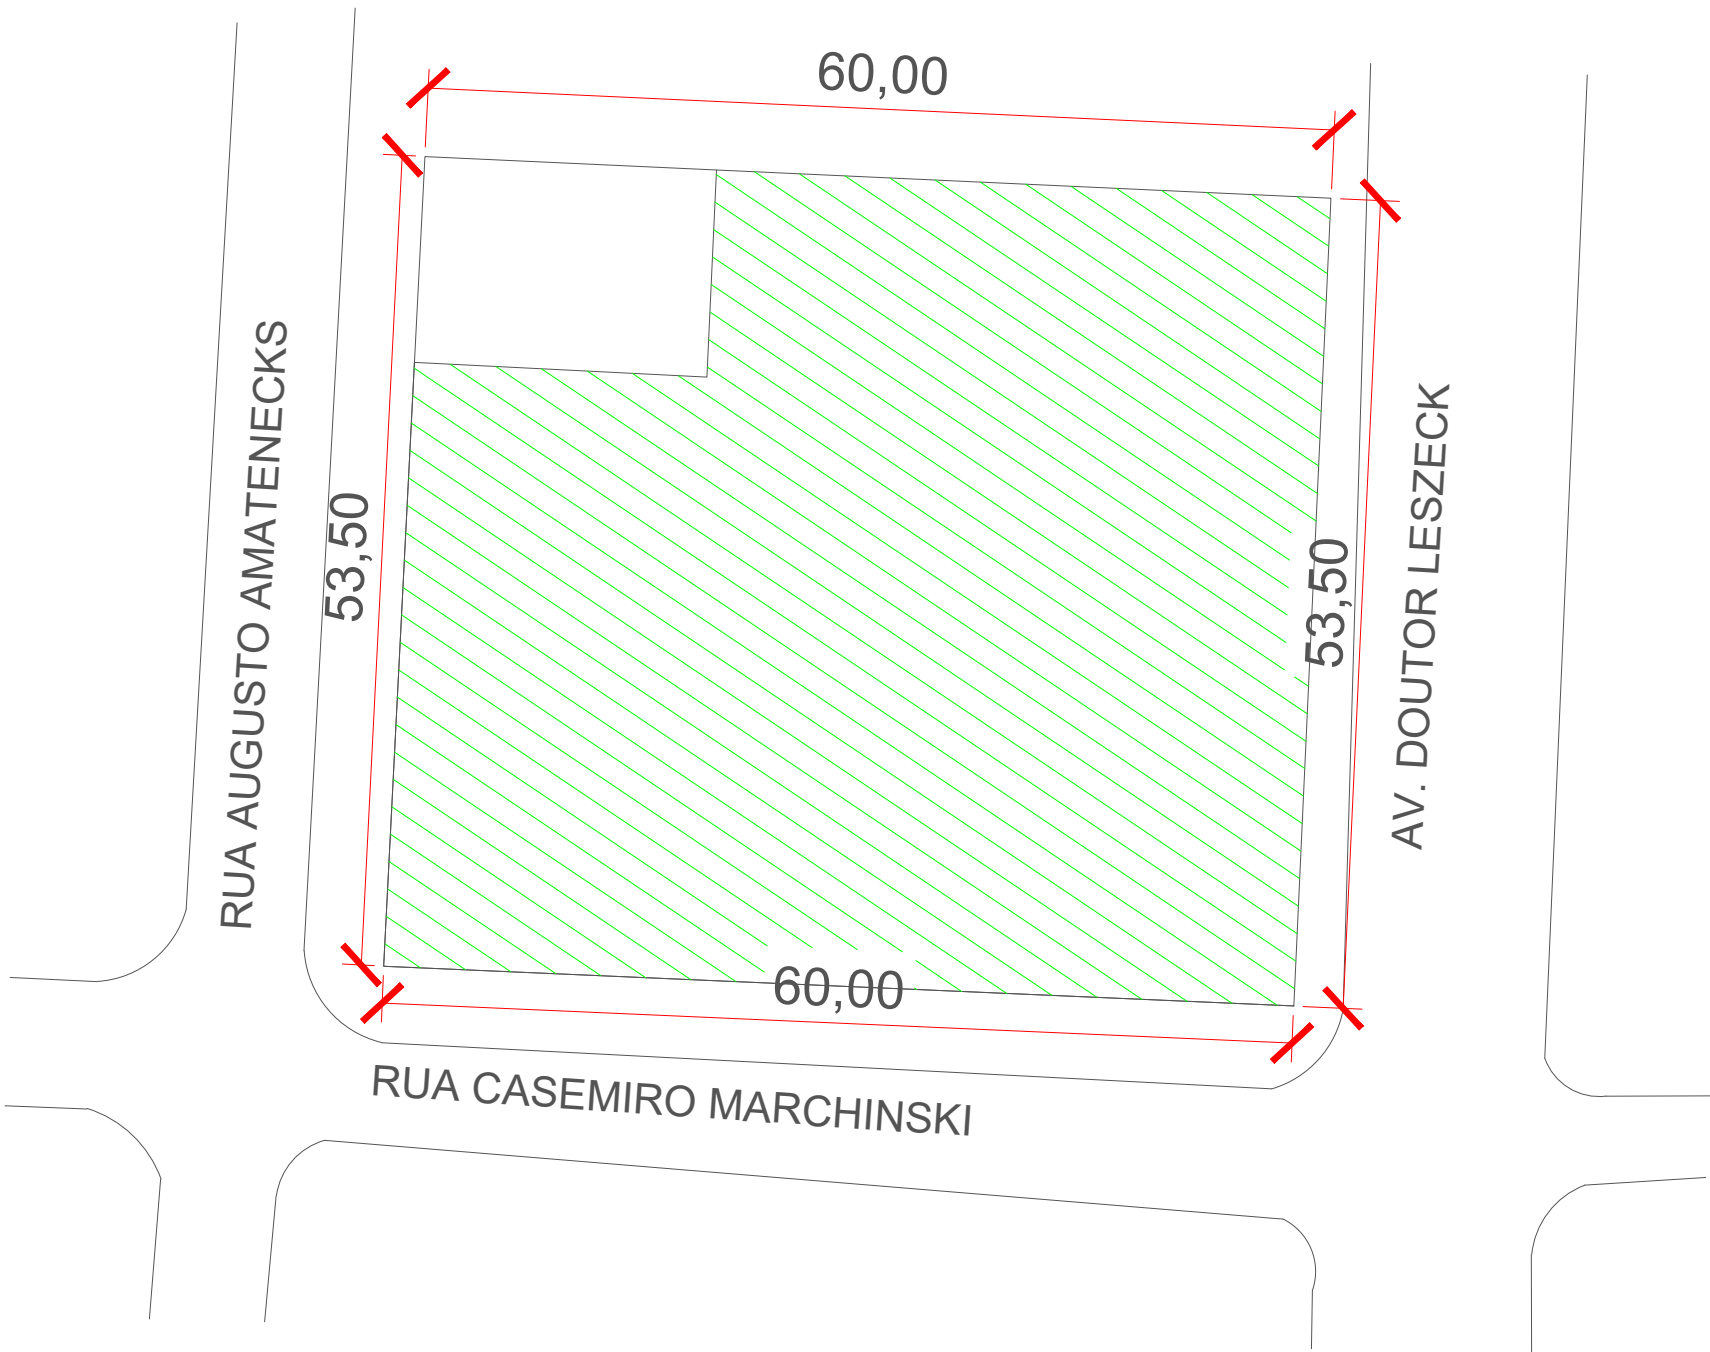 60,00
RUA AUGUSTO AMATENECKS
53,50
53,50
AV. DOUTOR LESZECK
60,00
RUA CASEMIRO MARCHINSKI